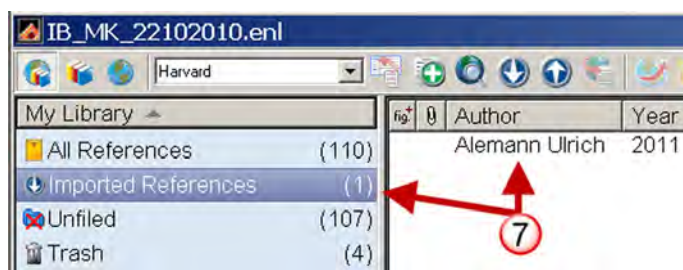 IB_MK_22102010.enl
Harvard
My Library
fig. Author Year
All References (110)
Alemann Ulrich 2011
Imported References (1)
Unfiled (107)
7
Trash (4)